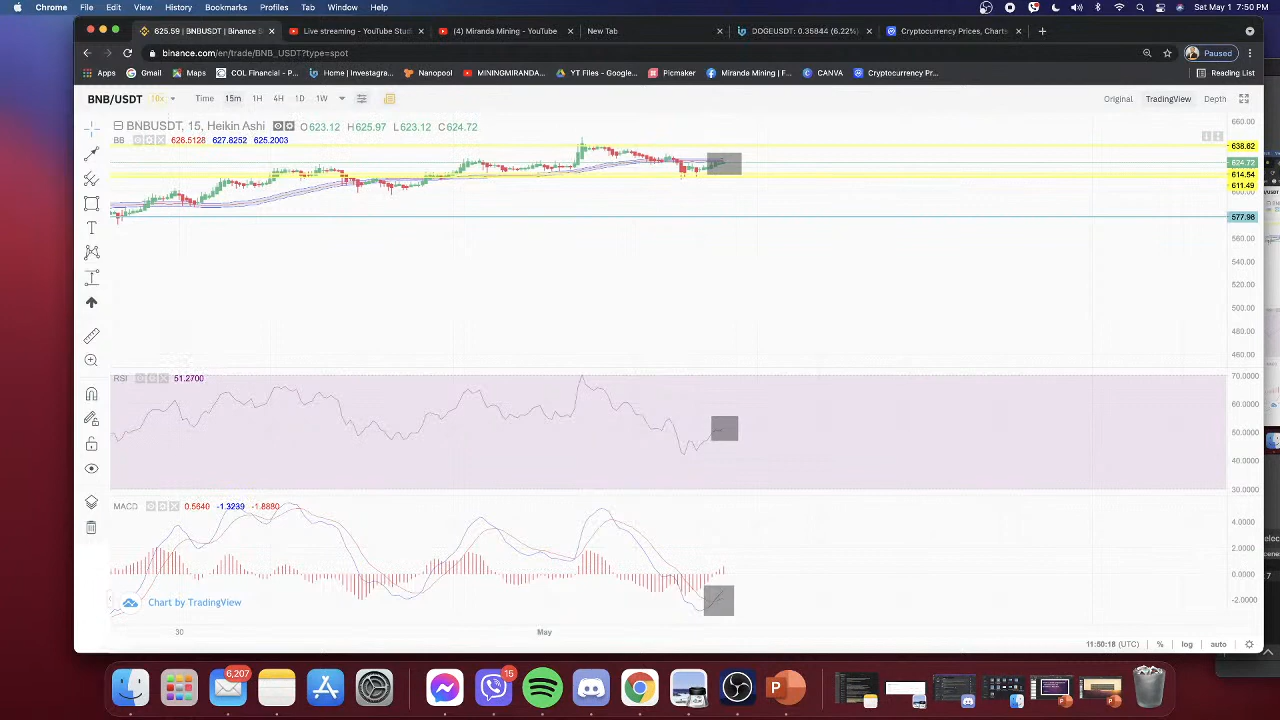 Chrome File Edit View History Bookmarks Profiles Tab Window Help Sat May 1 7:50 PM
625.59 | BNBUSDT | Binance S Live streaming - YouTube Stud (4) Miranda Mining - YouTube New Tab DOGEUSDT: 0.35844 (6.22%) Cryptocurrency Prices, Charts
binance.com/en/trade/BNB_USDT?type=spot Paused
Apps Gmail Maps COL Financial - P... Home | Investagra... Nanopool MININGMIRANDA... YT Files - Google... Picmaker Miranda Mining | F... CANVA Cryptocurrency Pr... Reading List
BNB/USDT 10x Time 15m 1H 4H 1D 1W Original TradingView Depth
BNBUSDT, 15, Heikin Ashi O623.12 H625.97 L623.12 C624.72
BB 626.5128 627.8252 625.2003
660.00
638.62
624.72
614.54
611.49
600.00
577.98
560.00
540.00
520.00
500.00
480.00
460.00
RSI 51.2700
70.0000
60.0000
50.0000
40.0000
30.0000
MACD 0.5640 -1.3239 -1.8880
4.0000
2.0000
0.0000
-2.0000
Chart by TradingView
30 May
11:50:18 (UTC) % log auto
6,207
15